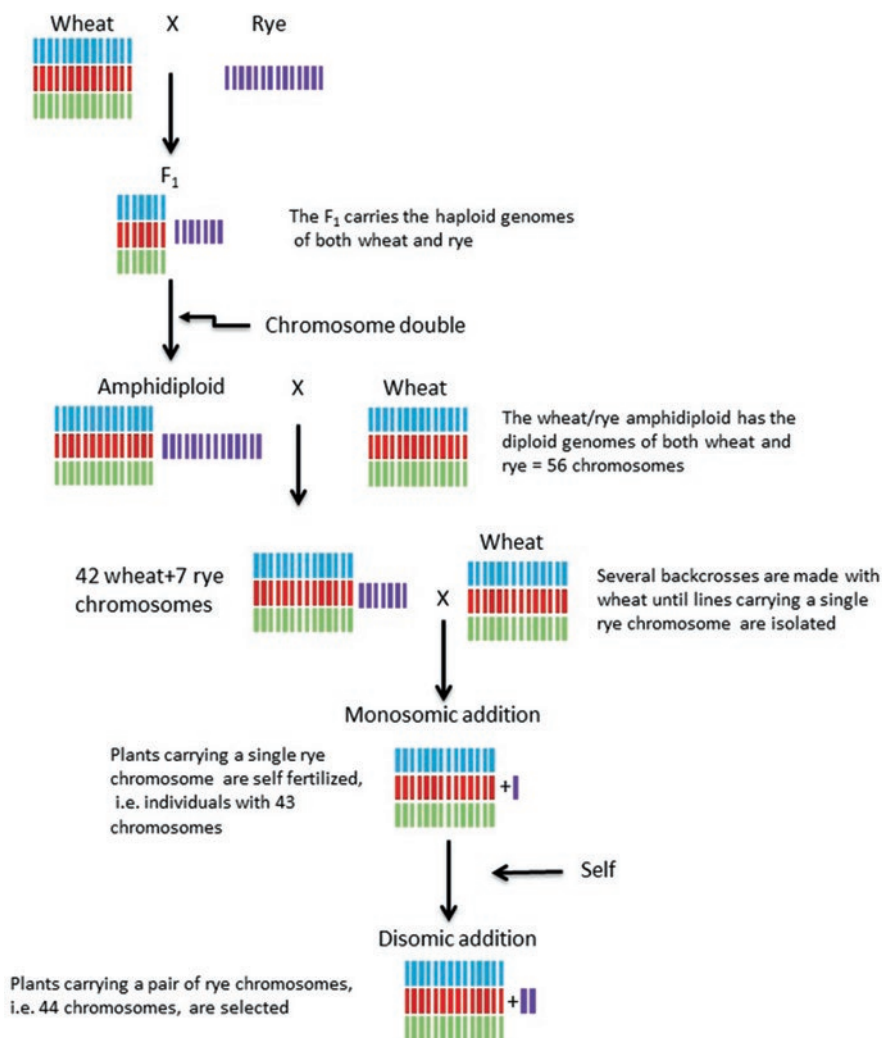 Wheat X Rye
F1
The F1 carries the haploid genomes
of both wheat and rye
Chromosome double
Amphidiploid X Wheat
The wheat/rye amphidiploid has the
diploid genomes of both wheat and
rye = 56 chromosomes
42 wheat+7 rye
chromosomes
X
Wheat
Several backcrosses are made with
wheat until lines carrying a single
rye chromosome are isolated
Monosomic addition
Plants carrying a single rye
chromosome are self fertilized,
i.e. individuals with 43
chromosomes
+
Self
Disomic addition
Plants carrying a pair of rye chromosomes,
i.e. 44 chromosomes, are selected
+